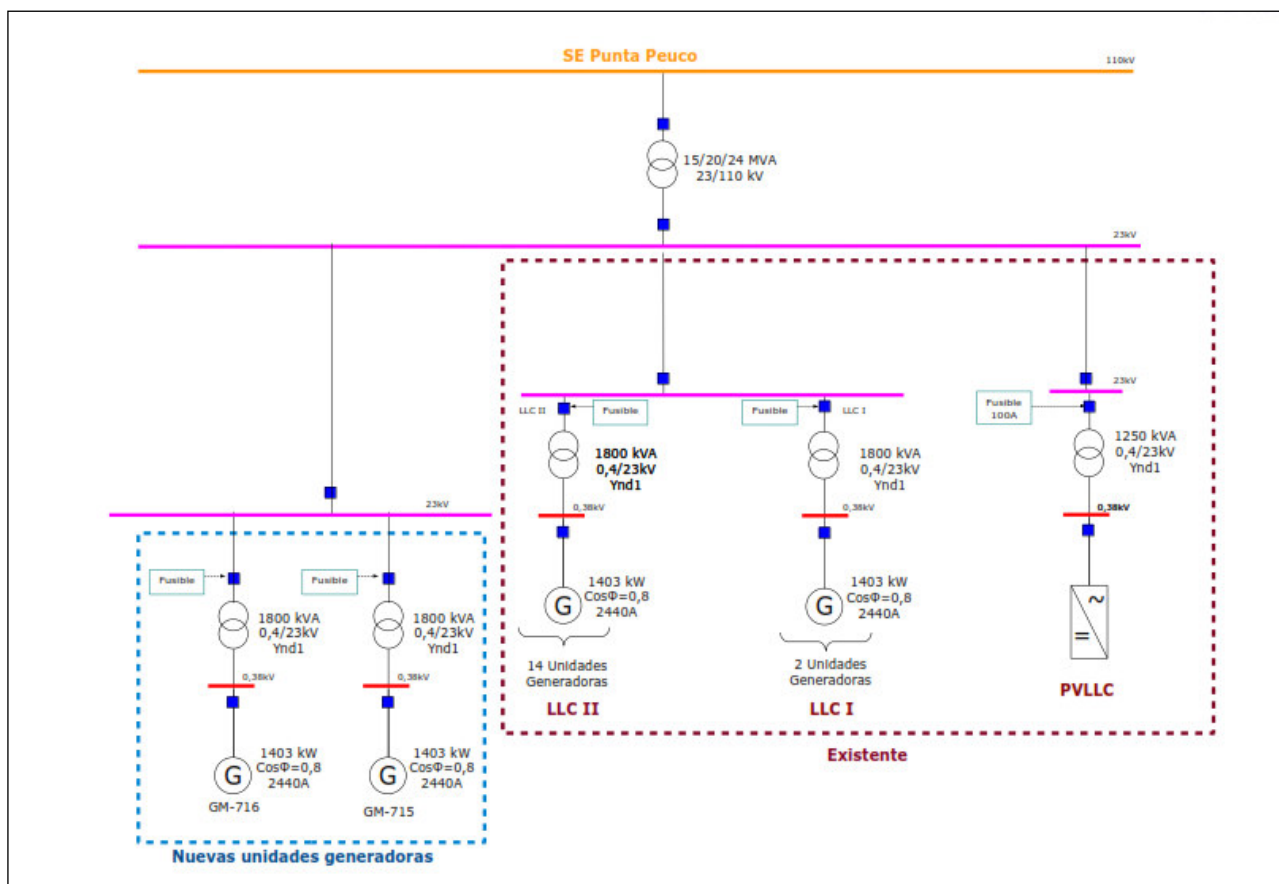 SE Punta Peuco
110kV
15/20/24 MVA
23/110 kV
23kV
23kV
LLC II
Fusible
Fusible
LLC I
Fusible
100A
1800 kVA
0,4/23kV
Ynd1
1800 kVA
0,4/23kV
Ynd1
1250 kVA
0,4/23kV
Ynd1
0,38kV
0,38kV
0,38kV
23kV
Fusible
Fusible
1800 kVA
0,4/23kV
Ynd1
1800 kVA
0,4/23kV
Ynd1
G
1403 kW
CosΦ=0,8
2440A
G
1403 kW
CosΦ=0,8
2440A
~
=
14 Unidades
Generadoras
LLC II
2 Unidades
Generadoras
LLC I
PVLLC
0,38kV
0,38kV
Existente
G
1403 kW
CosΦ=0,8
2440A
G
1403 kW
CosΦ=0,8
2440A
GM-716
GM-715
Nuevas unidades generadoras